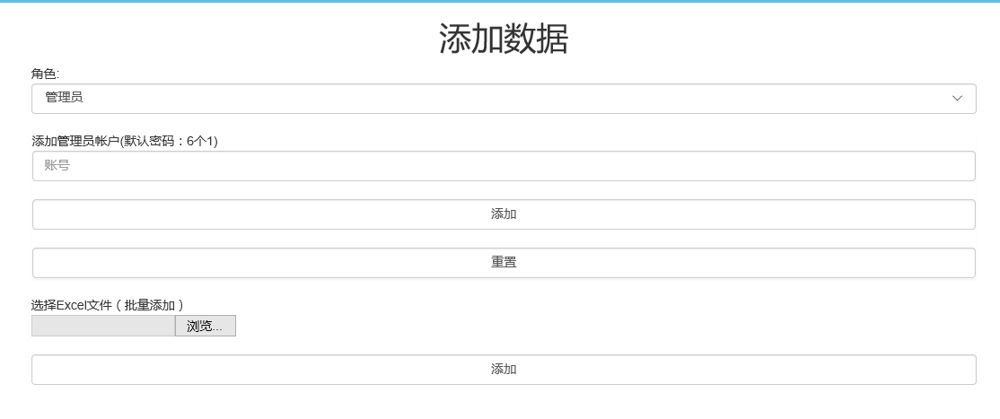 添加数据
角色:
管理员
添加管理员帐户(默认密码：6个1)
账号
添加
重置
选择Excel文件（批量添加）
浏览...
添加